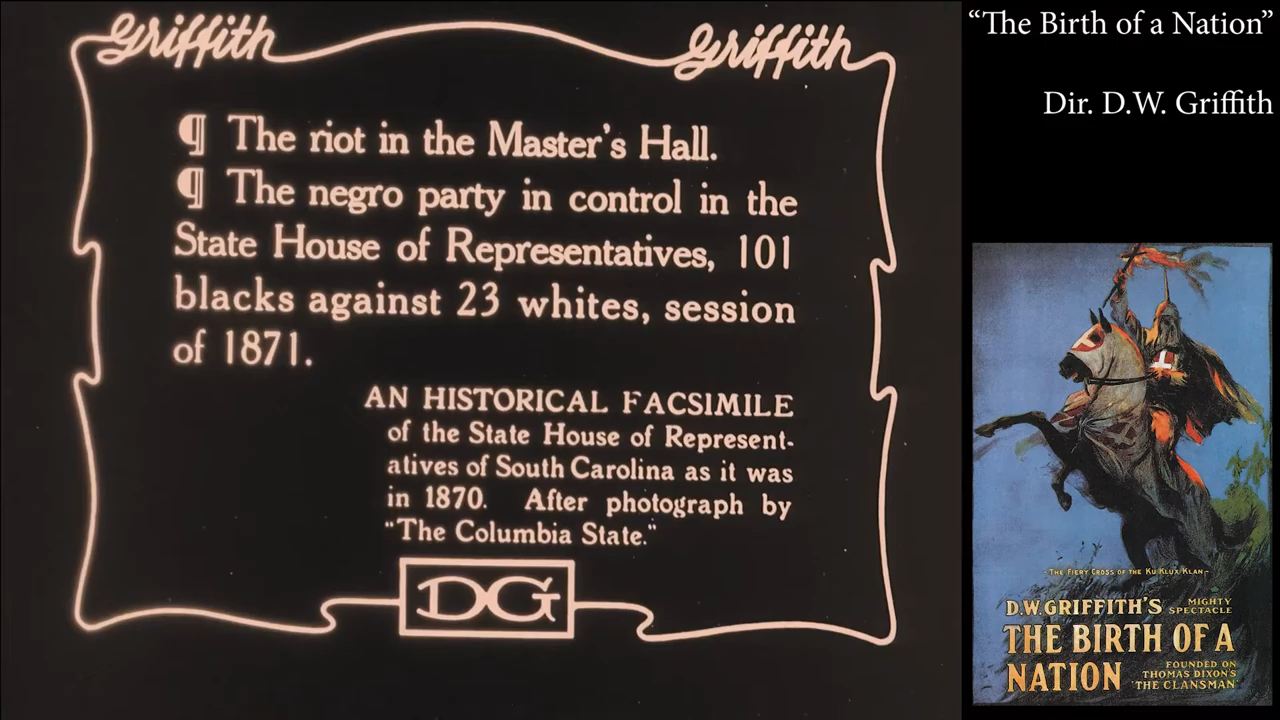 Griffith Griffith
¶ The riot in the Master's Hall.
¶ The negro party in control in the
State House of Representatives, 101
blacks against 23 whites, session
of 1871.
AN HISTORICAL FACSIMILE
of the State House of Represent-
atives of South Carolina as it was
in 1870. After photograph by
"The Columbia State."
DG
“The Birth of a Nation”
Dir. D.W. Griffith
-THE FIERY CROSS OF THE KU KLUX KLAN-
D.W. GRIFFITH'S MIGHTY
SPECTACLE
THE BIRTH OF A
NATION
FOUNDED ON
THOMAS DIXON'S
'THE CLANSMAN'